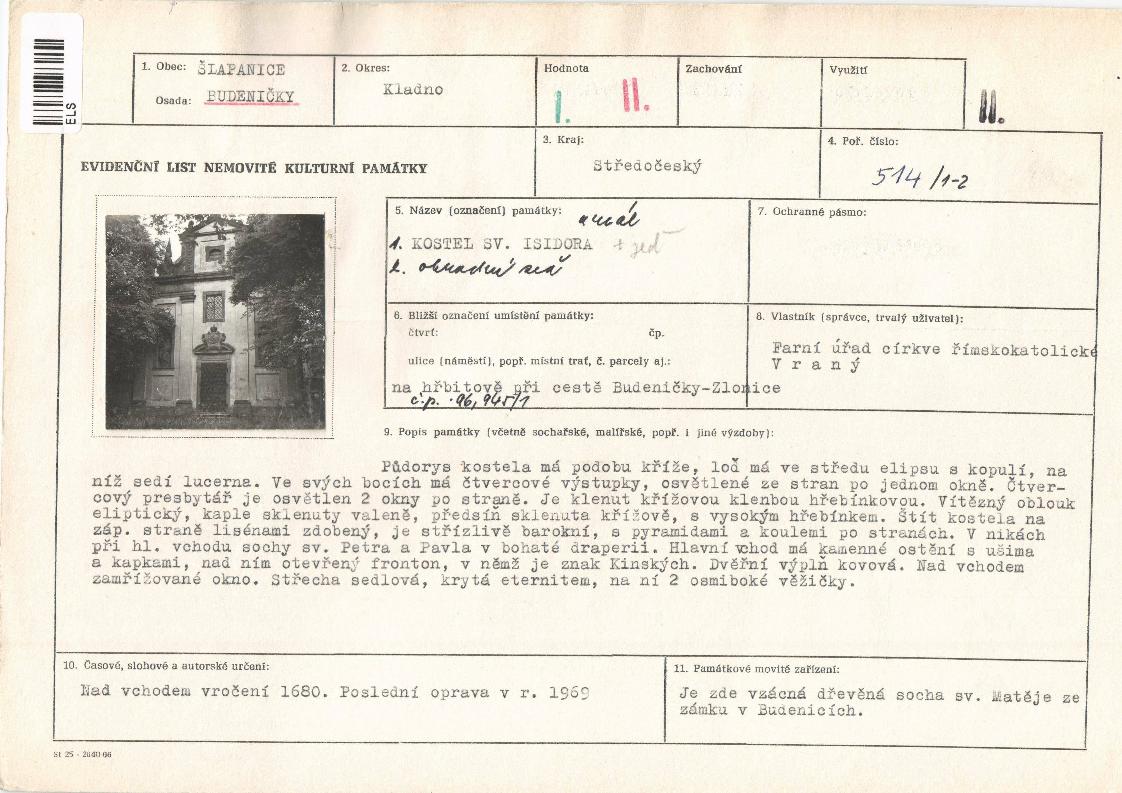 ELS
1. Obec: ŠLAPANICE
Osada: BUDENIČKY
2. Okres:
Kladno
Hodnota
I. II.
Zachování
Využití
II.
EVIDENČNÍ LIST NEMOVITÉ KULTURNÍ PAMÁTKY
3. Kraj:
Středočeský
4. Poř. číslo:
514/1-2
5. Název (označení) památky:
areál
1. KOSTEL SV. ISIDORA + zeď
2. ohradní zeď
7. Ochranné pásmo:
6. Bližší označení umístění památky:
čtvrť: čp.
ulice (náměstí), popř. místní trať, č. parcely aj.:
na hřbitově při cestě Budeničky-Zlonice
č.p. 96, 945/1
8. Vlastník (správce, trvalý uživatel):
Farní úřad církve římskokatolické
V r a n ý
9. Popis památky (včetně sochařské, malířské, popř. i jiné výzdoby):
Půdorys kostela má podobu kříže, loď má ve středu elipsu s kopulí, na
níž sedí lucerna. Ve svých bocích má čtvercové výstupky, osvětlené ze stran po jednom okně. Čtver-
cový presbytář je osvětlen 2 okny po straně. Je klenut křížovou klenbou hřebínkovou. Vítězný oblouk
eliptický, kaple sklenuty valeně, předsíň sklenuta křížově, s vysokým hřebínkem. Štít kostela na
záp. straně lisénami zdobený, je střízlivě barokní, s pyramidami a koulemi po stranách. V nikách
při hl. vchodu sochy sv. Petra a Pavla v bohaté draperii. Hlavní vchod má kamenné ostění s ušima
a kapkami, nad ním otevřený fronton, v němž je znak Kinských. Dvěřní výplň kovová. Nad vchodem
zamřížované okno. Střecha sedlová, krytá eternitem, na ní 2 osmiboké věžičky.
10. Časové, slohové a autorské určení:
Nad vchodem vročení 1680. Poslední oprava v r. 1969
11. Památkové movité zařízení:
Je zde vzácná dřevěná socha sv. Matěje ze
zámku v Budenicích.
St 25 - 2640-66